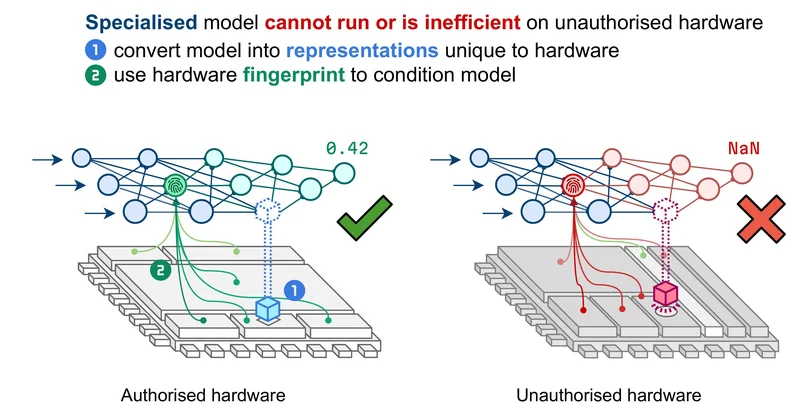 Specialised model cannot run or is inefficient on unauthorised hardware
1 convert model into representations unique to hardware
2 use hardware fingerprint to condition model
0.42
NaN
2
1
Authorised hardware
Unauthorised hardware